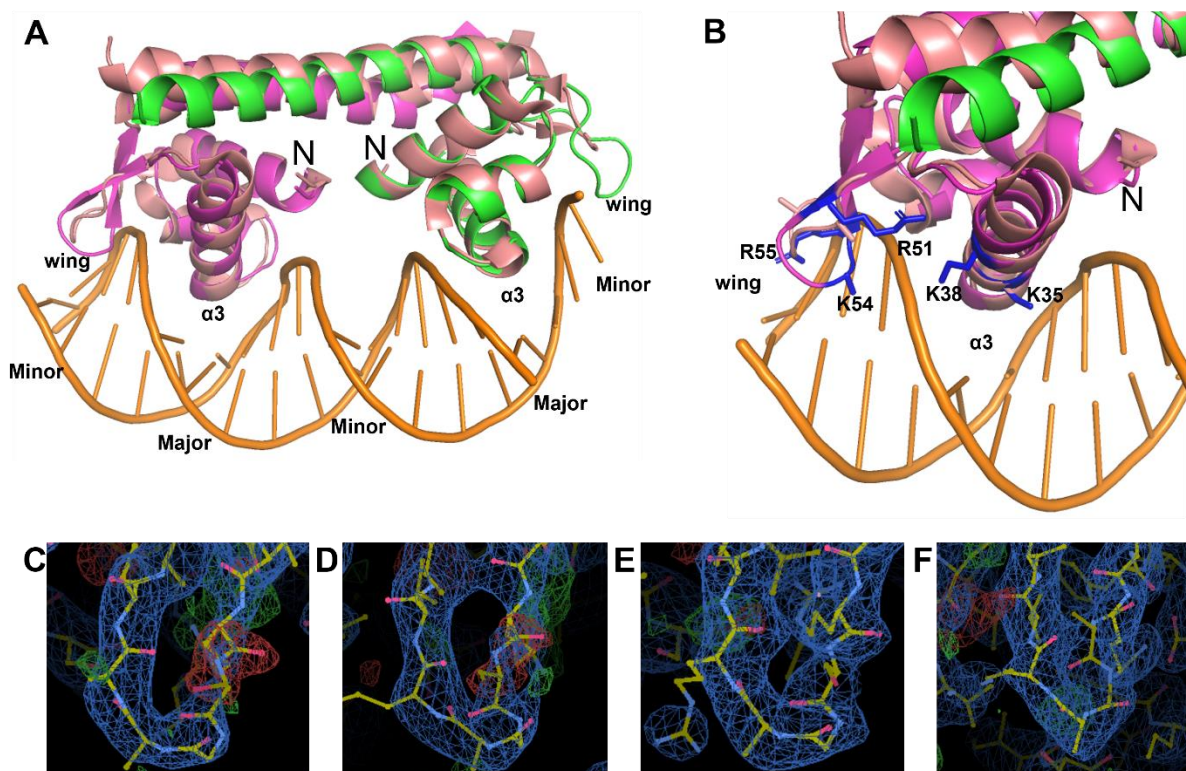 A
N
N
wing
wing
α3
α3
Minor
Minor
Major
Minor
Major
B
N
R55
R51
wing
K54
K38
K35
α3
C
D
E
F